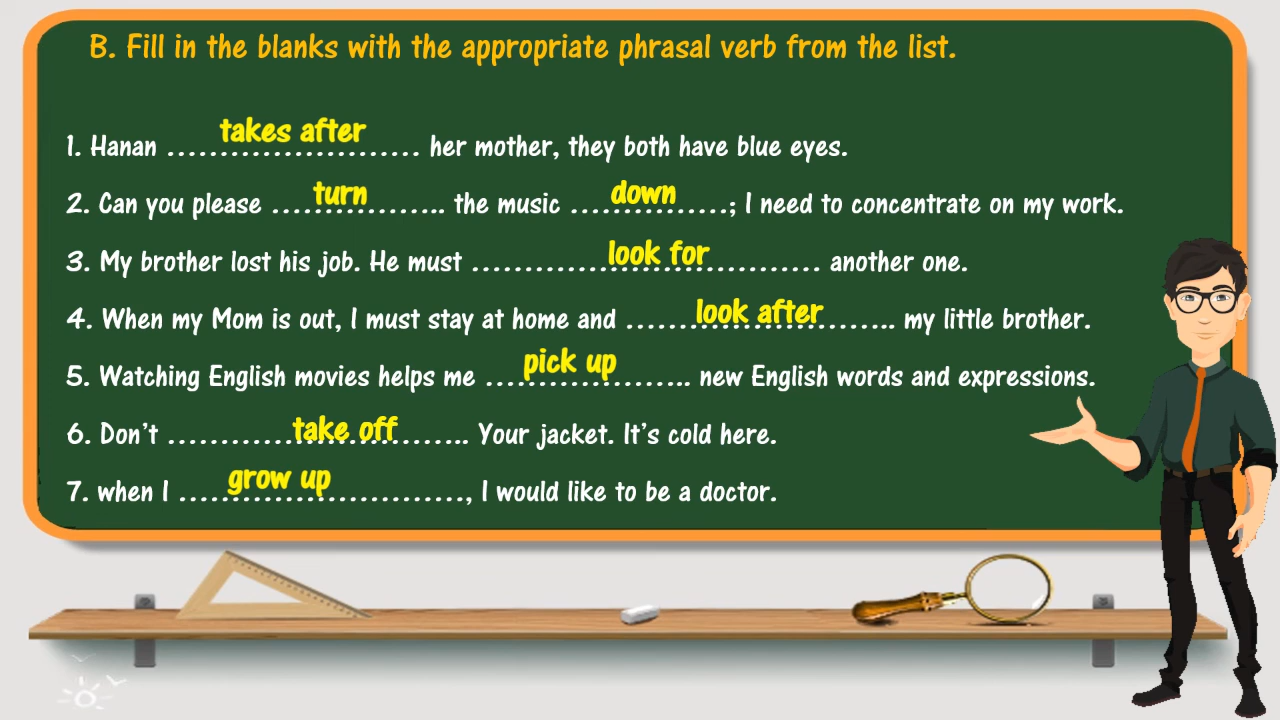 B. Fill in the blanks with the appropriate phrasal verb from the list.
1. Hanan ...takes after... her mother, they both have blue eyes.
2. Can you please ...turn... the music ...down...; I need to concentrate on my work.
3. My brother lost his job. He must ...look for... another one.
4. When my Mom is out, I must stay at home and ...look after... my little brother.
5. Watching English movies helps me ...pick up... new English words and expressions.
6. Don't ...take off... Your jacket. It's cold here.
7. when I ...grow up..., I would like to be a doctor.